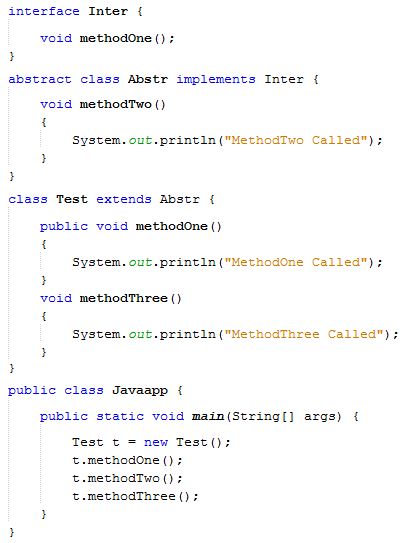 interface Inter {
    void methodOne();
}
abstract class Abstr implements Inter {
    void methodTwo()
    {
        System.out.println("MethodTwo Called");
    }
}
class Test extends Abstr {
    public void methodOne()
    {
        System.out.println("MethodOne Called");
    }
    void methodThree()
    {
        System.out.println("MethodThree Called");
    }
}
public class Javaapp {
    public static void main(String[] args) {
        Test t = new Test();
        t.methodOne();
        t.methodTwo();
        t.methodThree();
    }
}